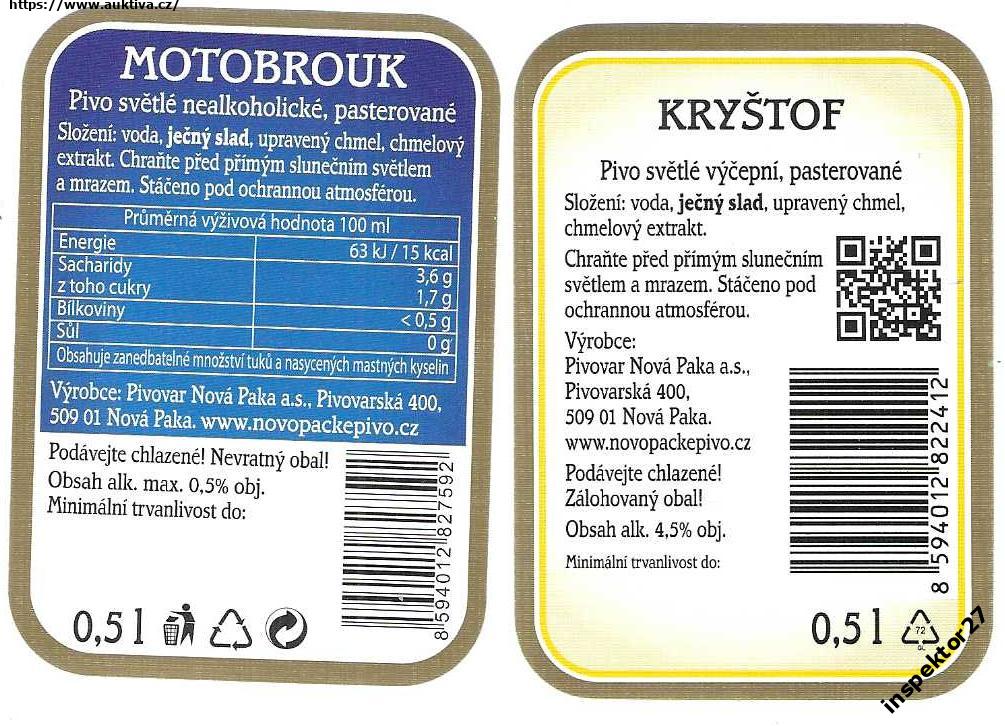 https://www.auktiva.cz/
MOTOBROUK
Pivo světlé nealkoholické, pasterované
Složení: voda, ječný slad, upravený chmel, chmelový
extrakt. Chraňte před přímým slunečním světlem
a mrazem. Stáčeno pod ochrannou atmosférou.
Průměrná výživová hodnota 100 ml
Energie 63 kJ / 15 kcal
Sacharidy 3,6 g
z toho cukry 1,7 g
Bílkoviny < 0,5 g
Sůl 0 g
Obsahuje zanedbatelné množství tuků a nasycených mastných kyselin
Výrobce: Pivovar Nová Paka a.s., Pivovarská 400,
509 01 Nová Paka. www.novopackepivo.cz
Podávejte chlazené! Nevratný obal!
Obsah alk. max. 0,5% obj.
Minimální trvanlivost do:
8 594012 827592
0,5 l
KRYŠTOF
Pivo světlé výčepní, pasterované
Složení: voda, ječný slad, upravený chmel,
chmelový extrakt.
Chraňte před přímým slunečním
světlem a mrazem. Stáčeno pod
ochrannou atmosférou.
Výrobce:
Pivovar Nová Paka a.s.,
Pivovarská 400,
509 01 Nová Paka.
www.novopackepivo.cz
Podávejte chlazené!
Zálohovaný obal!
Obsah alk. 4,5% obj.
Minimální trvanlivost do:
8 594012 822412
0,5 l
72
GL
inspektor27